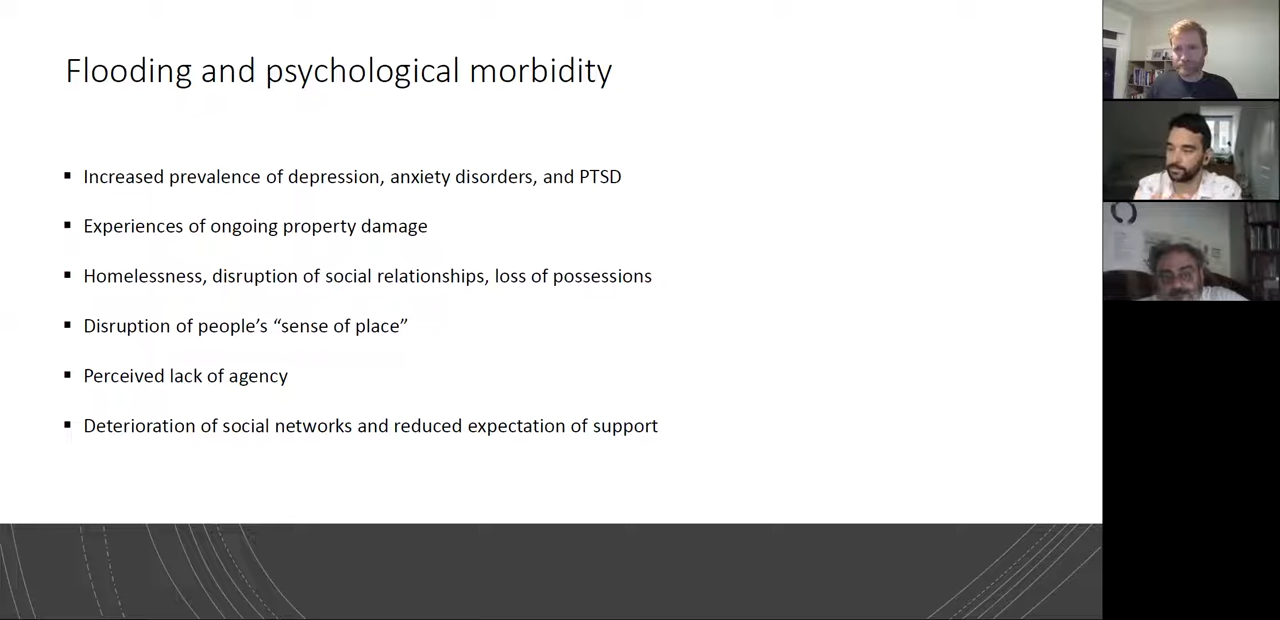 Flooding and psychological morbidity
Increased prevalence of depression, anxiety disorders, and PTSD
Experiences of ongoing property damage
Homelessness, disruption of social relationships, loss of possessions
Disruption of people’s “sense of place”
Perceived lack of agency
Deterioration of social networks and reduced expectation of support